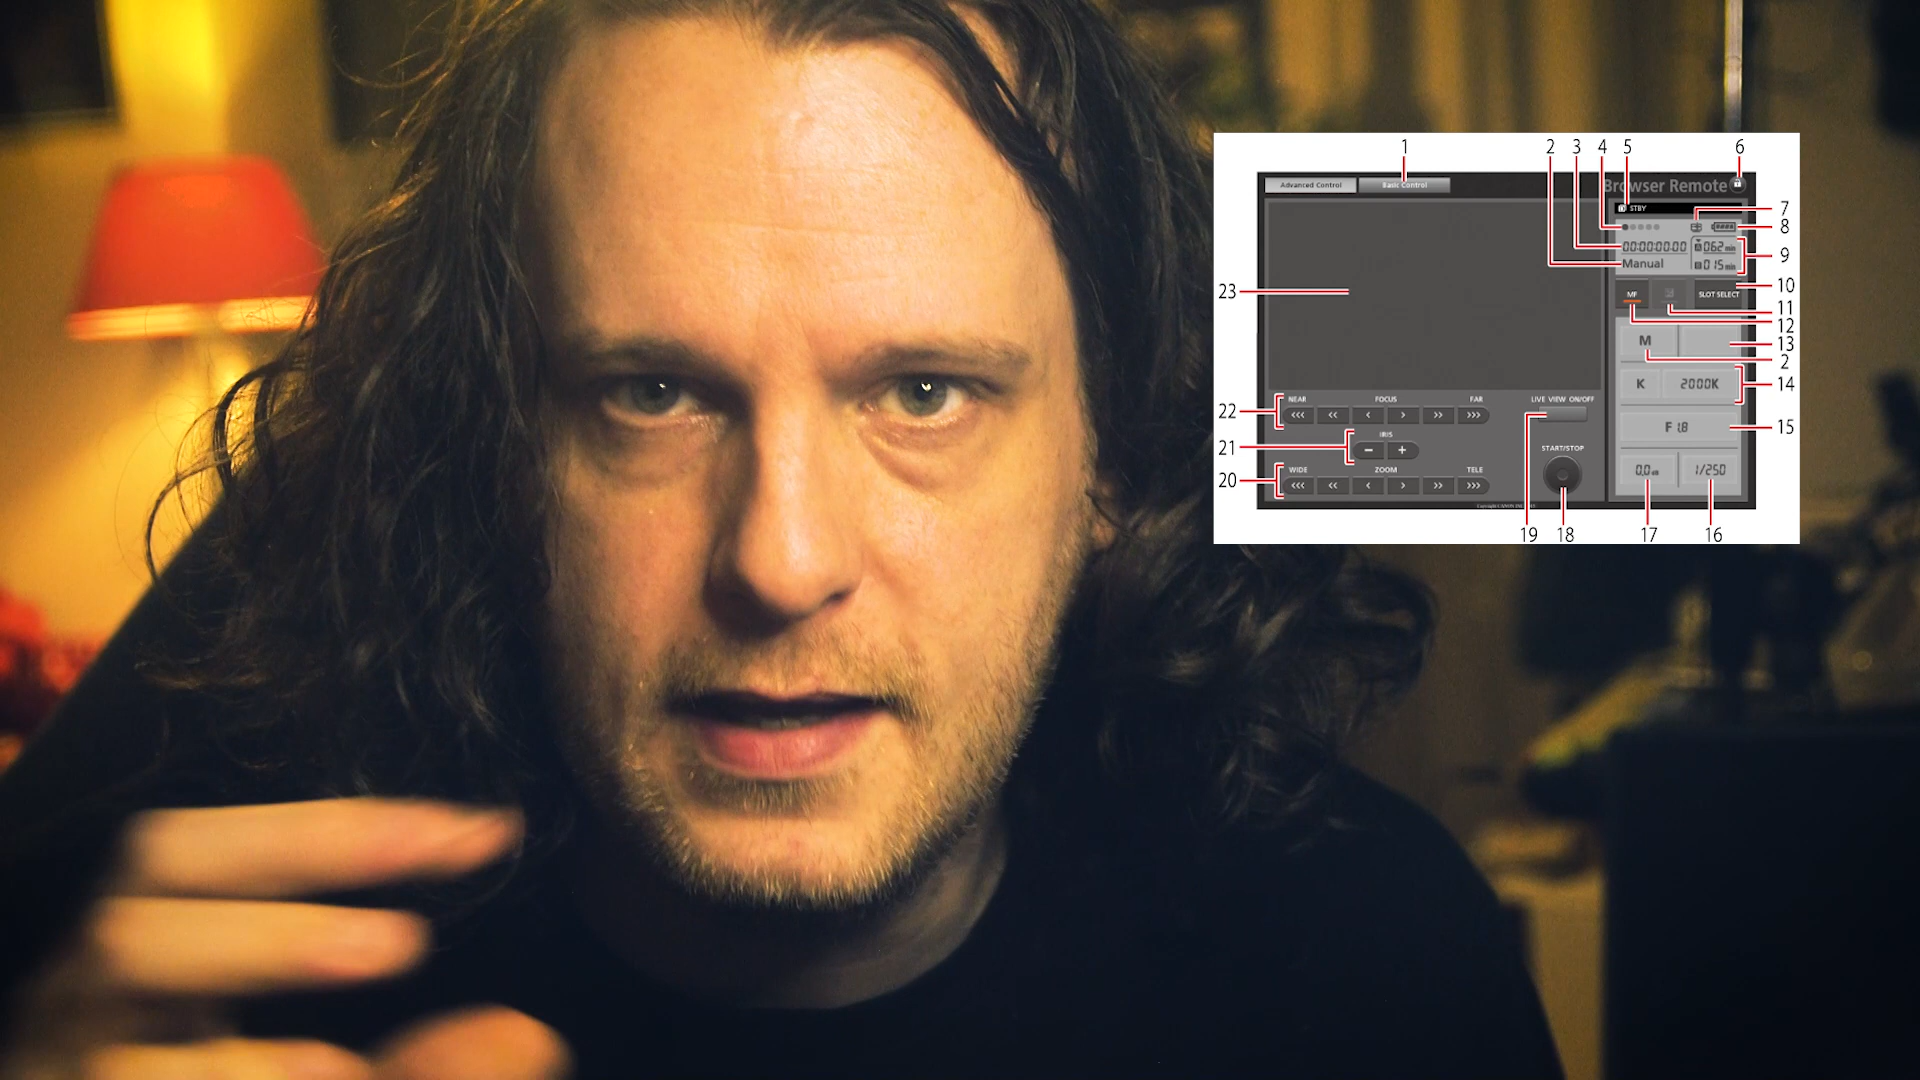 1
2 3 4 5
6
Advanced Control Basic Control
Browser Remote
STBY
7
8
00:00:00:00
062 min
Manual
015 min
9
MF
SLOT SELECT
10
11
12
M
13
2
K 2000K
14
F 1.8
15
0.0 dB 1/250
16
17
23
NEAR FOCUS FAR
LIVE VIEW ON/OFF
22
<<< << < > >> >>>
IRIS
21
− +
START/STOP
WIDE ZOOM TELE
20
<<< << < > >> >>>
19 18